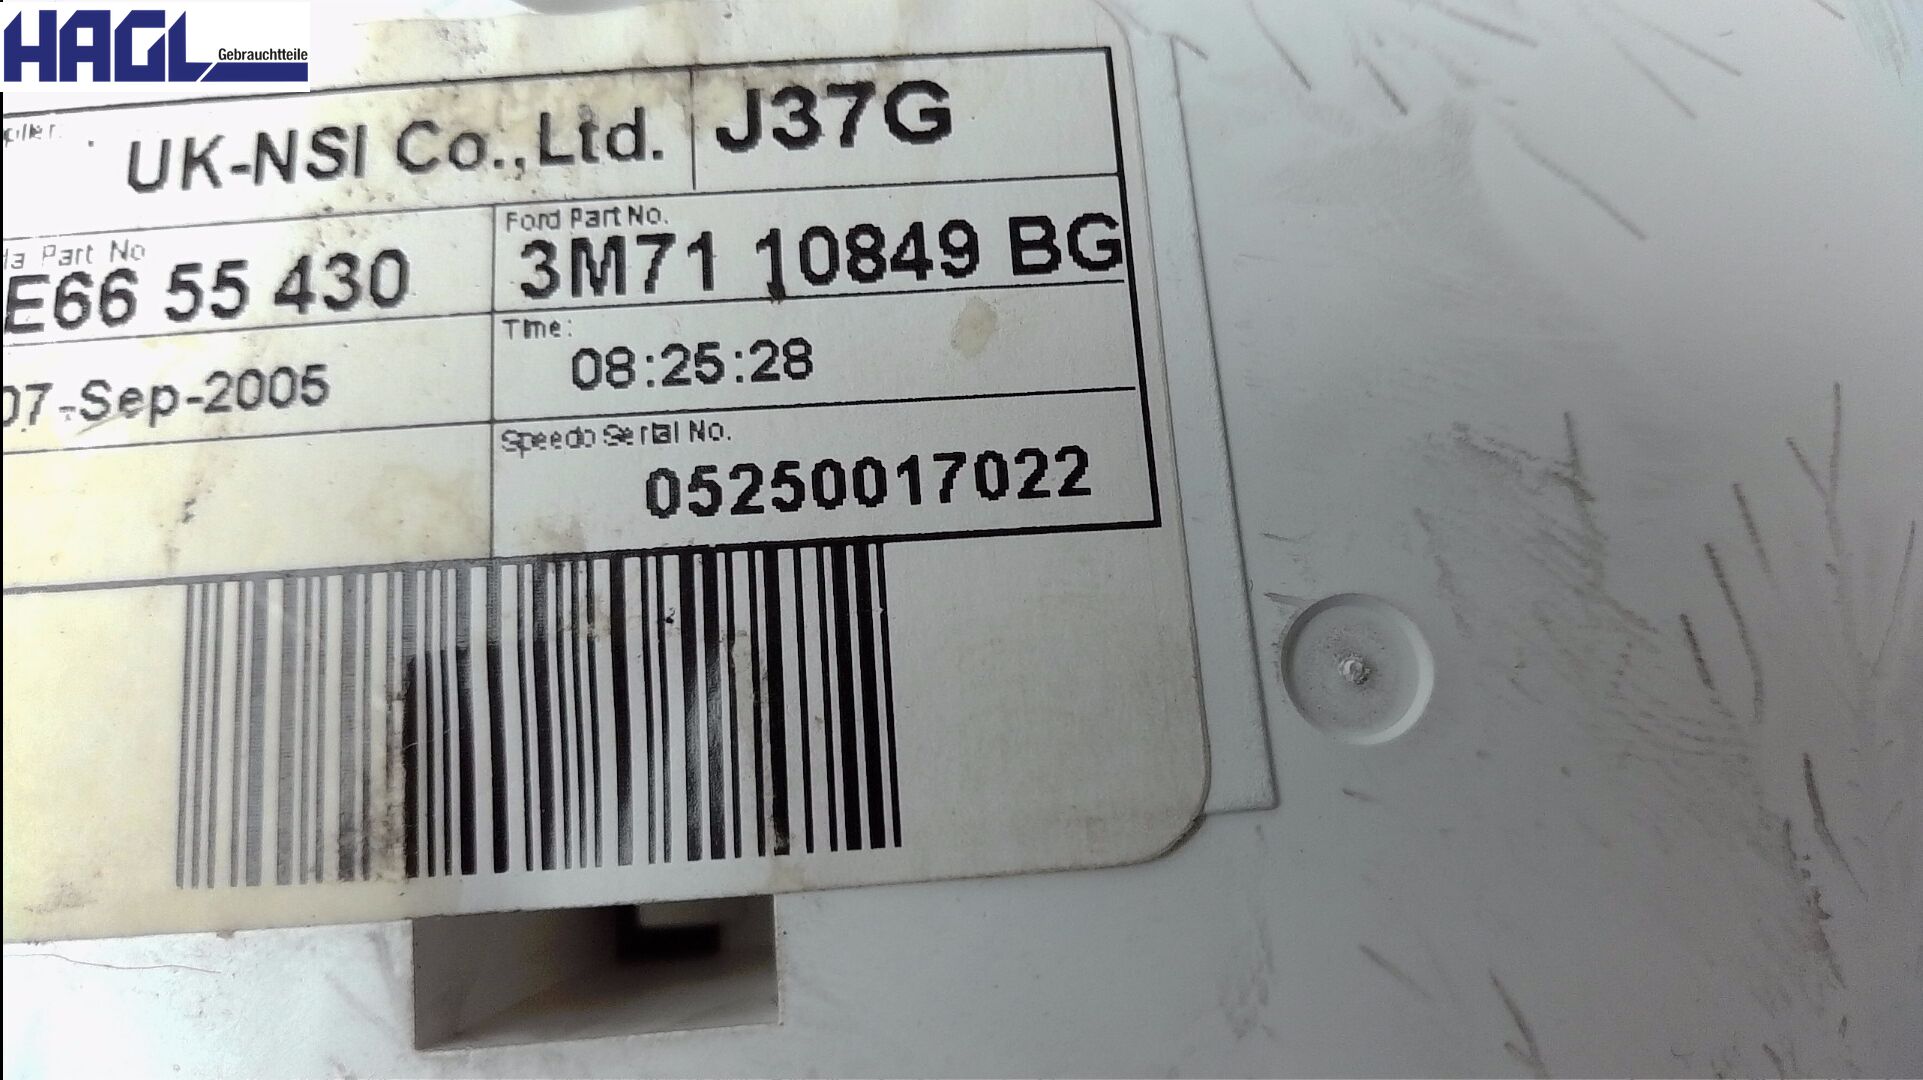 HAGL
Gebrauchtteile
UK-NSI Co.,Ltd. J37G
Part No
Ford Part No.
E66 55 430
3M71 10849 BG
Time:
07-Sep-2005
08:25:28
Speedo Serial No.
05250017022